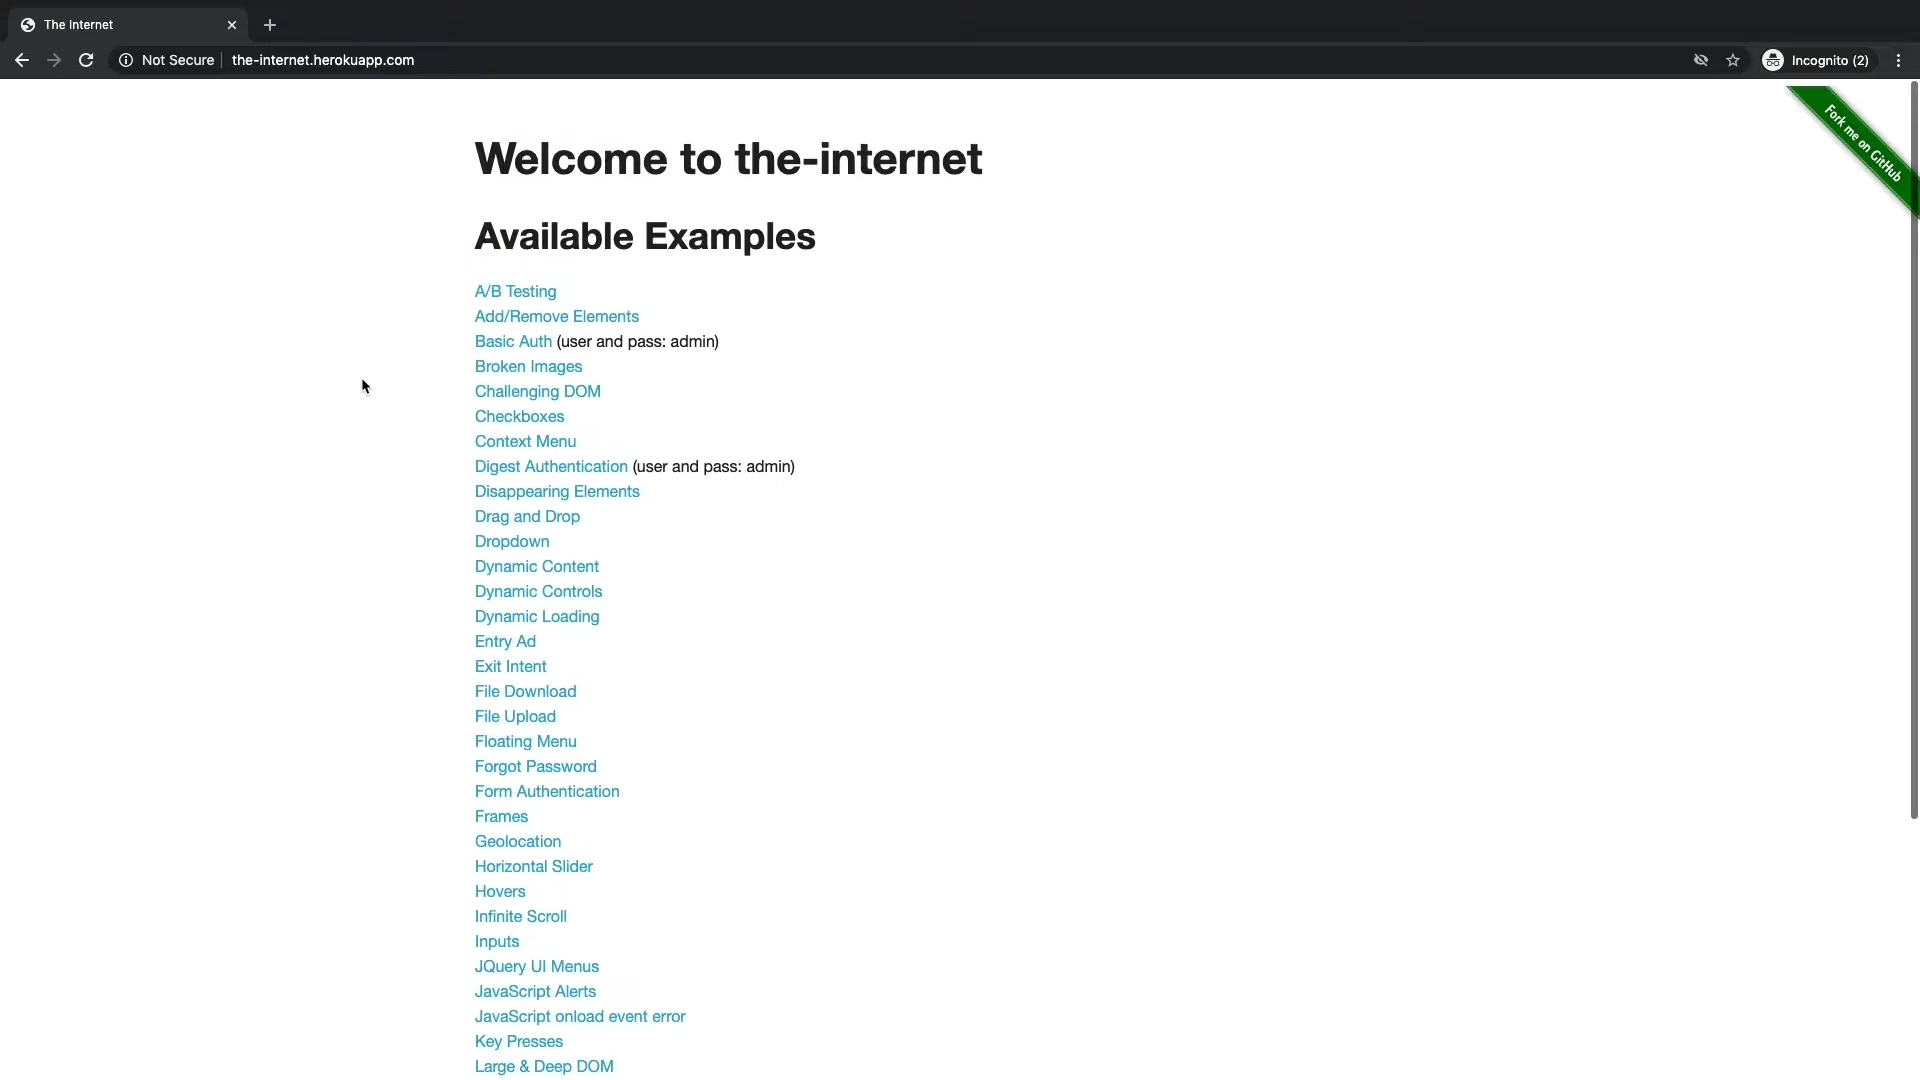 The Internet
Not Secure the-internet.herokuapp.com Incognito (2)
Fork me on GitHub
Welcome to the-internet
Available Examples
A/B Testing
Add/Remove Elements
Basic Auth (user and pass: admin)
Broken Images
Challenging DOM
Checkboxes
Context Menu
Digest Authentication (user and pass: admin)
Disappearing Elements
Drag and Drop
Dropdown
Dynamic Content
Dynamic Controls
Dynamic Loading
Entry Ad
Exit Intent
File Download
File Upload
Floating Menu
Forgot Password
Form Authentication
Frames
Geolocation
Horizontal Slider
Hovers
Infinite Scroll
Inputs
JQuery UI Menus
JavaScript Alerts
JavaScript onload event error
Key Presses
Large & Deep DOM